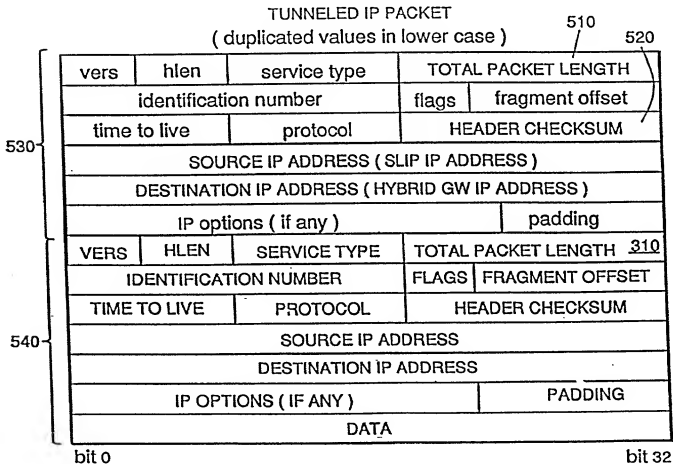 TUNNELED IP PACKET
( duplicated values in lower case )
510
520
vers hlen service type TOTAL PACKET LENGTH
identification number flags fragment offset
time to live protocol HEADER CHECKSUM
530
SOURCE IP ADDRESS ( SLIP IP ADDRESS )
DESTINATION IP ADDRESS ( HYBRID GW IP ADDRESS )
IP options ( if any ) padding
VERS HLEN SERVICE TYPE TOTAL PACKET LENGTH 310
IDENTIFICATION NUMBER FLAGS FRAGMENT OFFSET
TIME TO LIVE PROTOCOL HEADER CHECKSUM
540
SOURCE IP ADDRESS
DESTINATION IP ADDRESS
IP OPTIONS ( IF ANY ) PADDING
DATA
bit 0 bit 32